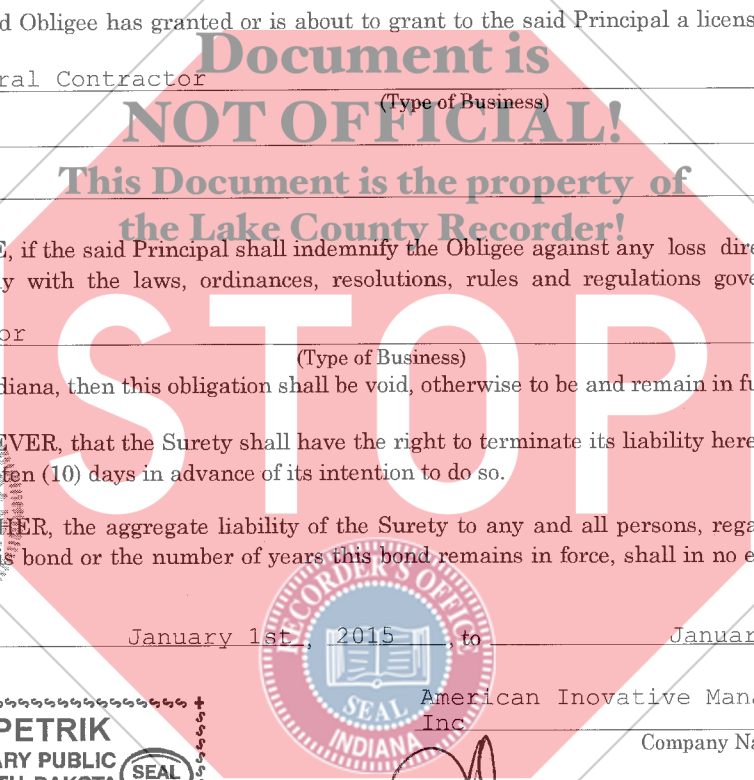 d Obligee has granted or is about to grant to the said Principal a licens
Document is
ral Contractor
(Type of Business)
NOT OFFICIAL!
This Document is the property of
the Lake County Recorder!
E, if the said Principal shall indemnify the Obligee against any loss dire
y with the laws, ordinances, resolutions, rules and regulations gove
STOP
or
(Type of Business)
diana, then this obligation shall be void, otherwise to be and remain in fu
EVER, that the Surety shall have the right to terminate its liability here
ten (10) days in advance of its intention to do so.
HER, the aggregate liability of the Surety to any and all persons, rega
is bond or the number of years this bond remains in force, shall in no e
RECORDER'S OFFICE
SEAL
INDIANA
January 1st, 2015, to Januar
American Inovative Mana
Inc
Company Na
PETRIK
ARY PUBLIC
SEAL